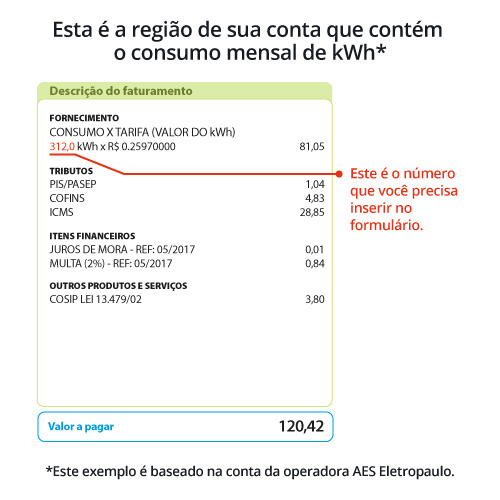 Esta é a região de sua conta que contém
o consumo mensal de kWh*
Descrição do faturamento
FORNECIMENTO
CONSUMO X TARIFA (VALOR DO kWh)
312,0 kWh x R$ 0.25970000 81,05
TRIBUTOS
PIS/PASEP 1,04
COFINS 4,83
ICMS 28,85
Este é o número
que você precisa
inserir no
formulário.
ITENS FINANCEIROS
JUROS DE MORA - REF: 05/2017 0,01
MULTA (2%) - REF: 05/2017 0,84
OUTROS PRODUTOS E SERVIÇOS
COSIP LEI 13.479/02 3,80
Valor a pagar 120,42
*Este exemplo é baseado na conta da operadora AES Eletropaulo.